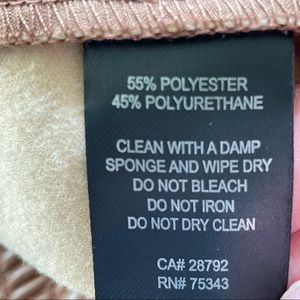 55% POLYESTER
45% POLYURETHANE
CLEAN WITH A DAMP
SPONGE AND WIPE DRY
DO NOT BLEACH
DO NOT IRON
DO NOT DRY CLEAN
CA# 28792
RN# 75343